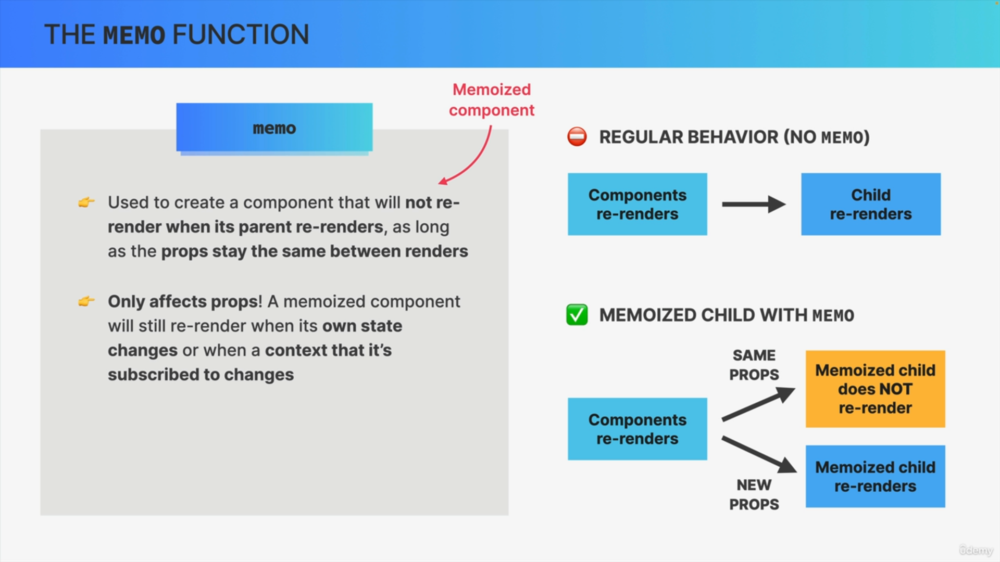 THE MEMO FUNCTION
Memoized
component
memo
Used to create a component that will not re-
render when its parent re-renders, as long
as the props stay the same between renders
Only affects props! A memoized component
will still re-render when its own state
changes or when a context that it’s
subscribed to changes
REGULAR BEHAVIOR (NO MEMO)
Components
re-renders
Child
re-renders
MEMOIZED CHILD WITH MEMO
Components
re-renders
SAME
PROPS
Memoized child
does NOT
re-render
NEW
PROPS
Memoized child
re-renders
ûdemy